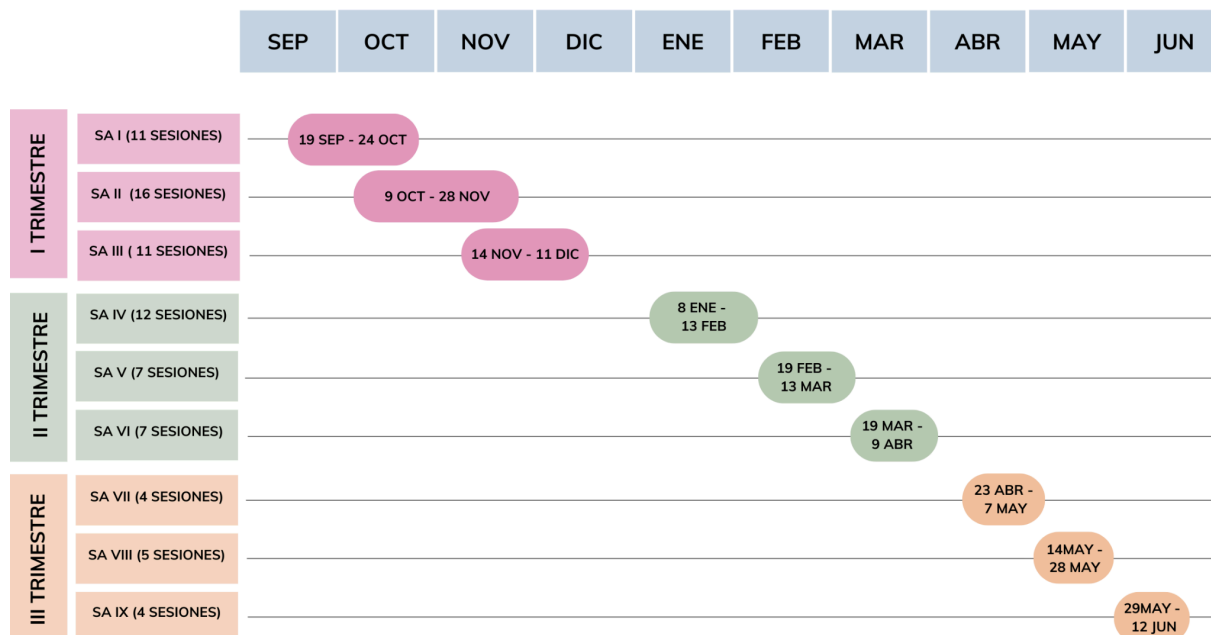 SEP OCT NOV DIC ENE FEB MAR ABR MAY JUN
I TRIMESTRE
SA I (11 SESIONES)
19 SEP - 24 OCT
SA II (16 SESIONES)
9 OCT - 28 NOV
SA III ( 11 SESIONES)
14 NOV - 11 DIC
II TRIMESTRE
SA IV (12 SESIONES)
8 ENE -
13 FEB
SA V (7 SESIONES)
19 FEB -
13 MAR
SA VI (7 SESIONES)
19 MAR -
9 ABR
III TRIMESTRE
SA VII (4 SESIONES)
23 ABR -
7 MAY
SA VIII (5 SESIONES)
14MAY -
28 MAY
SA IX (4 SESIONES)
29MAY -
12 JUN